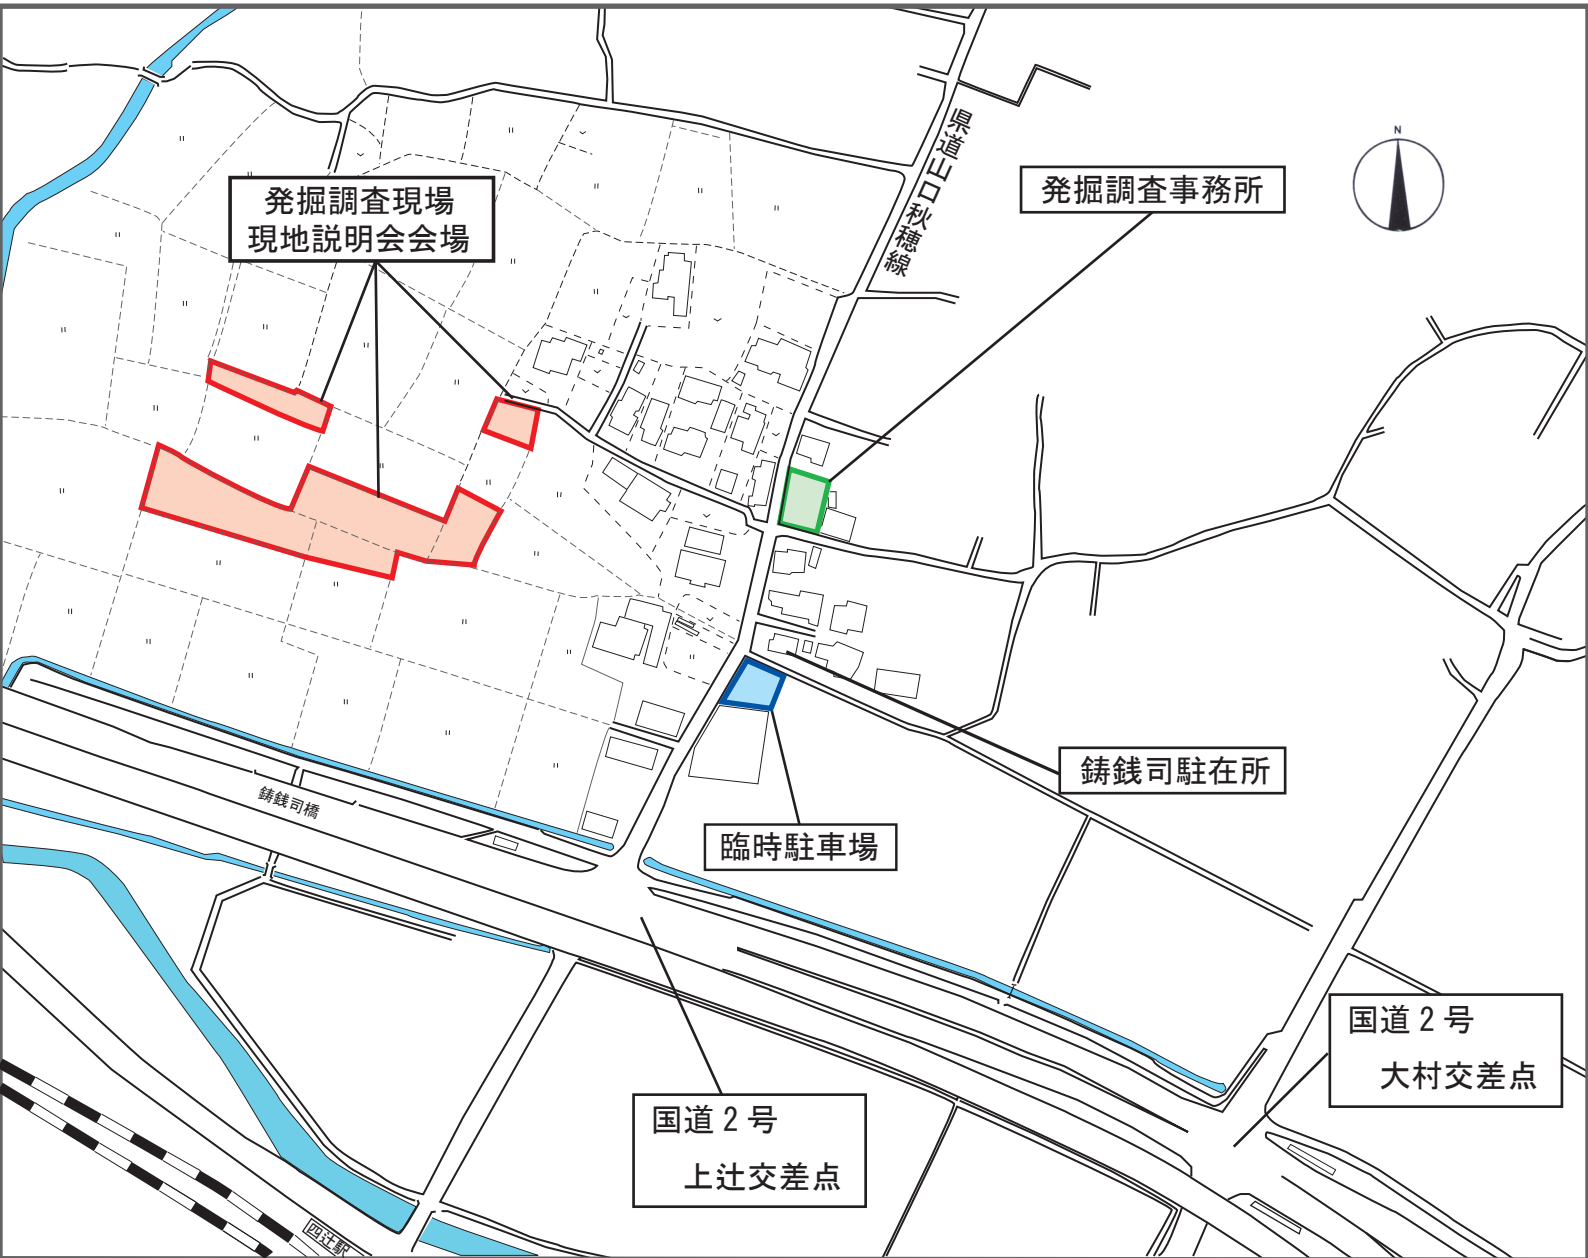 N
県道山口秋穂線
発掘調査事務所
発掘調査現場
現地説明会会場
鋳銭司駐在所
鋳銭司橋
臨時駐車場
国道2号
大村交差点
国道2号
上辻交差点
四辻駅